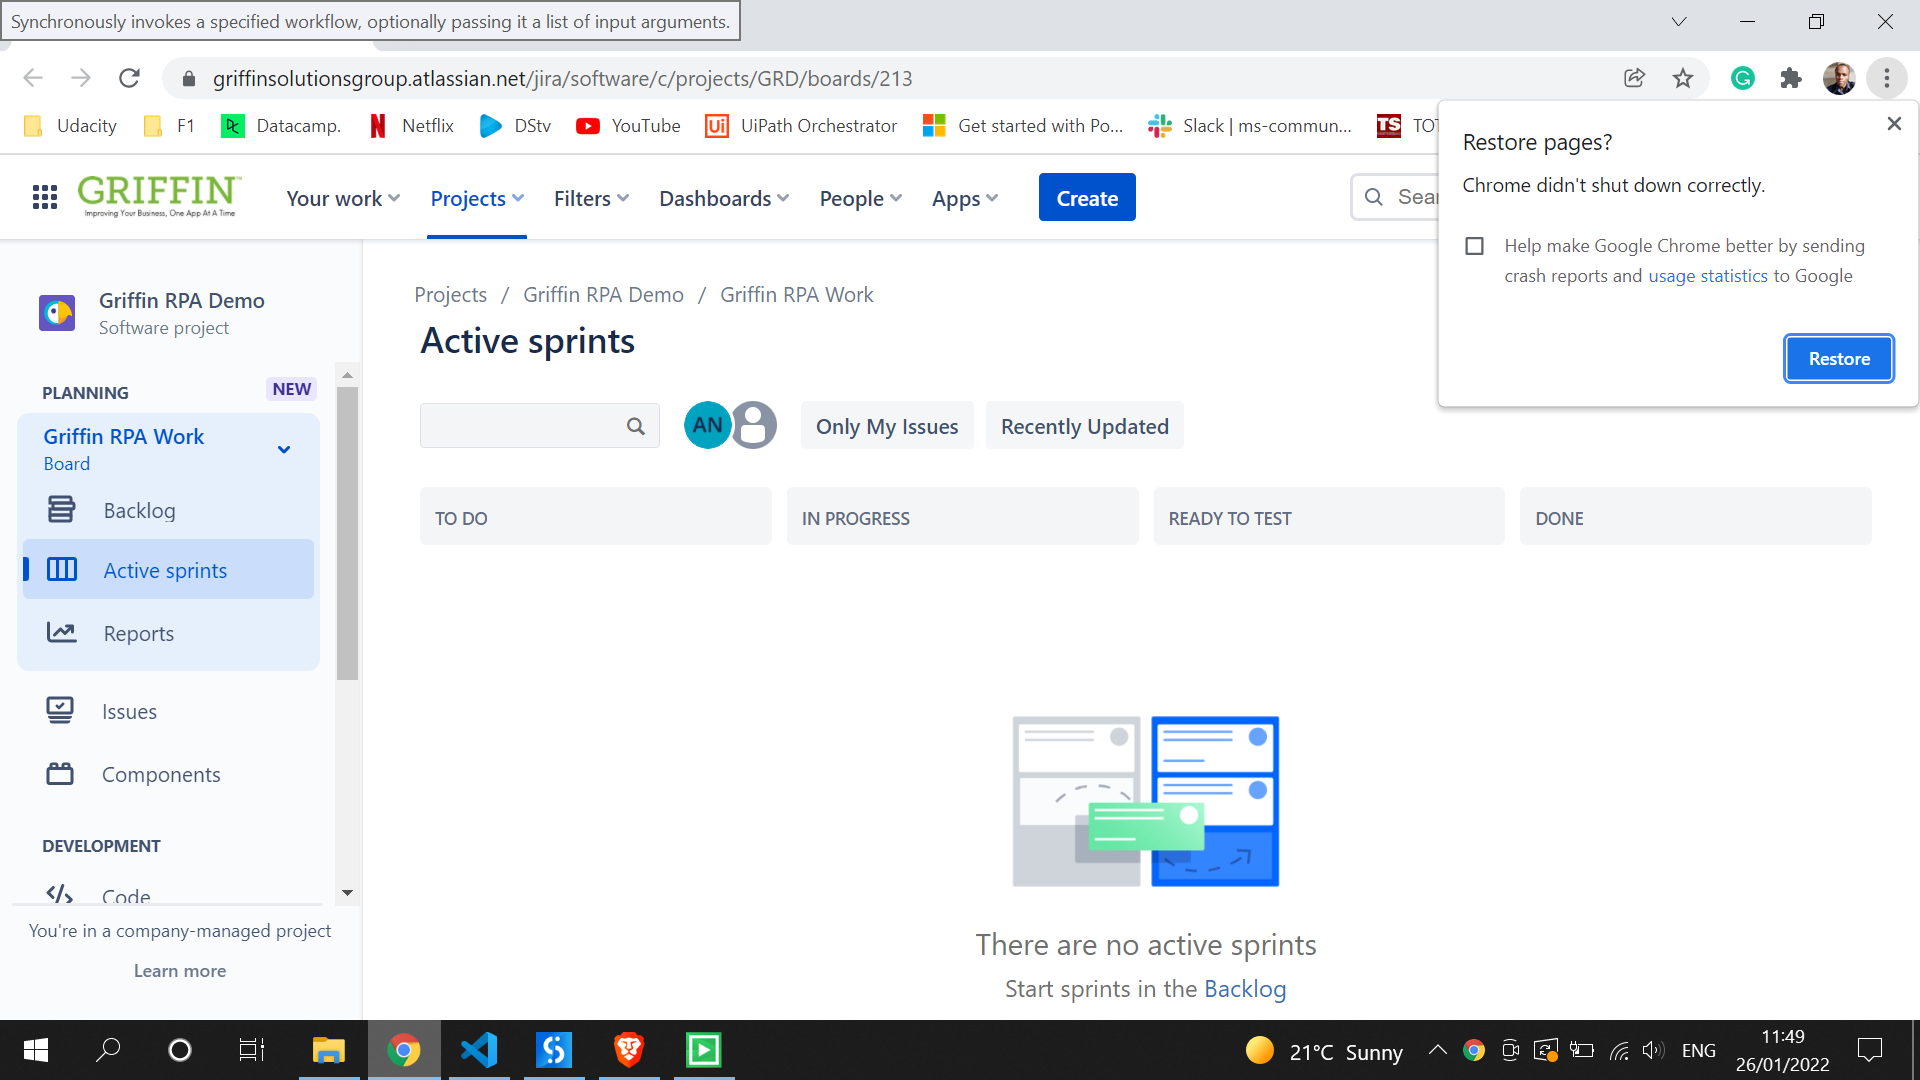 Synchronously invokes a specified workflow, optionally passing it a list of input arguments.
griffinsolutionsgroup.atlassian.net/jira/software/c/projects/GRD/boards/213
Udacity F1 Datacamp. Netflix DStv YouTube UiPath Orchestrator Get started with Po... Slack | ms-commun...
Restore pages?
Chrome didn't shut down correctly.
Help make Google Chrome better by sending
crash reports and usage statistics to Google
Restore
GRIFFIN™
Improving Your Business, One App At A Time
Your work Projects Filters Dashboards People Apps Create
Griffin RPA Demo
Software project
PLANNING NEW
Griffin RPA Work
Board
Backlog
Active sprints
Reports
Issues
Components
DEVELOPMENT
Code
You're in a company-managed project
Learn more
Projects / Griffin RPA Demo / Griffin RPA Work
Active sprints
AN Only My Issues Recently Updated
TO DO IN PROGRESS READY TO TEST DONE
There are no active sprints
Start sprints in the Backlog
21°C Sunny ENG 11:49
26/01/2022